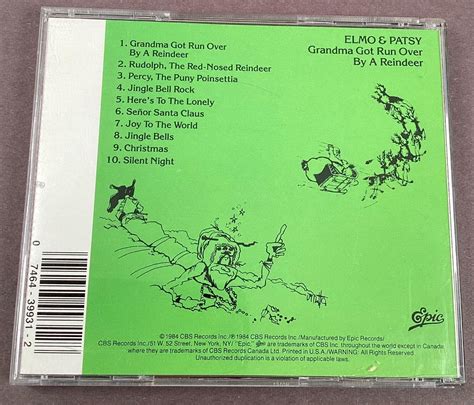 ELMO & PATSY
Grandma Got Run Over
By A Reindeer
1. Grandma Got Run Over
By A Reindeer
2. Rudolph, The Red-Nosed Reindeer
3. Percy, The Puny Poinsettia
4. Jingle Bell Rock
5. Here's To The Lonely
6. Señor Santa Claus
7. Joy To The World
8. Jingle Bells
9. Christmas
10. Silent Night
0 7464-39931-2
Epic
© 1984 CBS Records Inc./℗ 1984 CBS Records Inc./Manufactured by Epic Records/
CBS Records Inc./51 W. 52 Street, New York, NY/ "Epic," are trademarks of CBS Inc. throughout the world except in Canada
where they are trademarks of CBS Records Canada Ltd. Printed in U.S.A./WARNING: All Rights Reserved.
Unauthorized duplication is a violation of applicable laws.